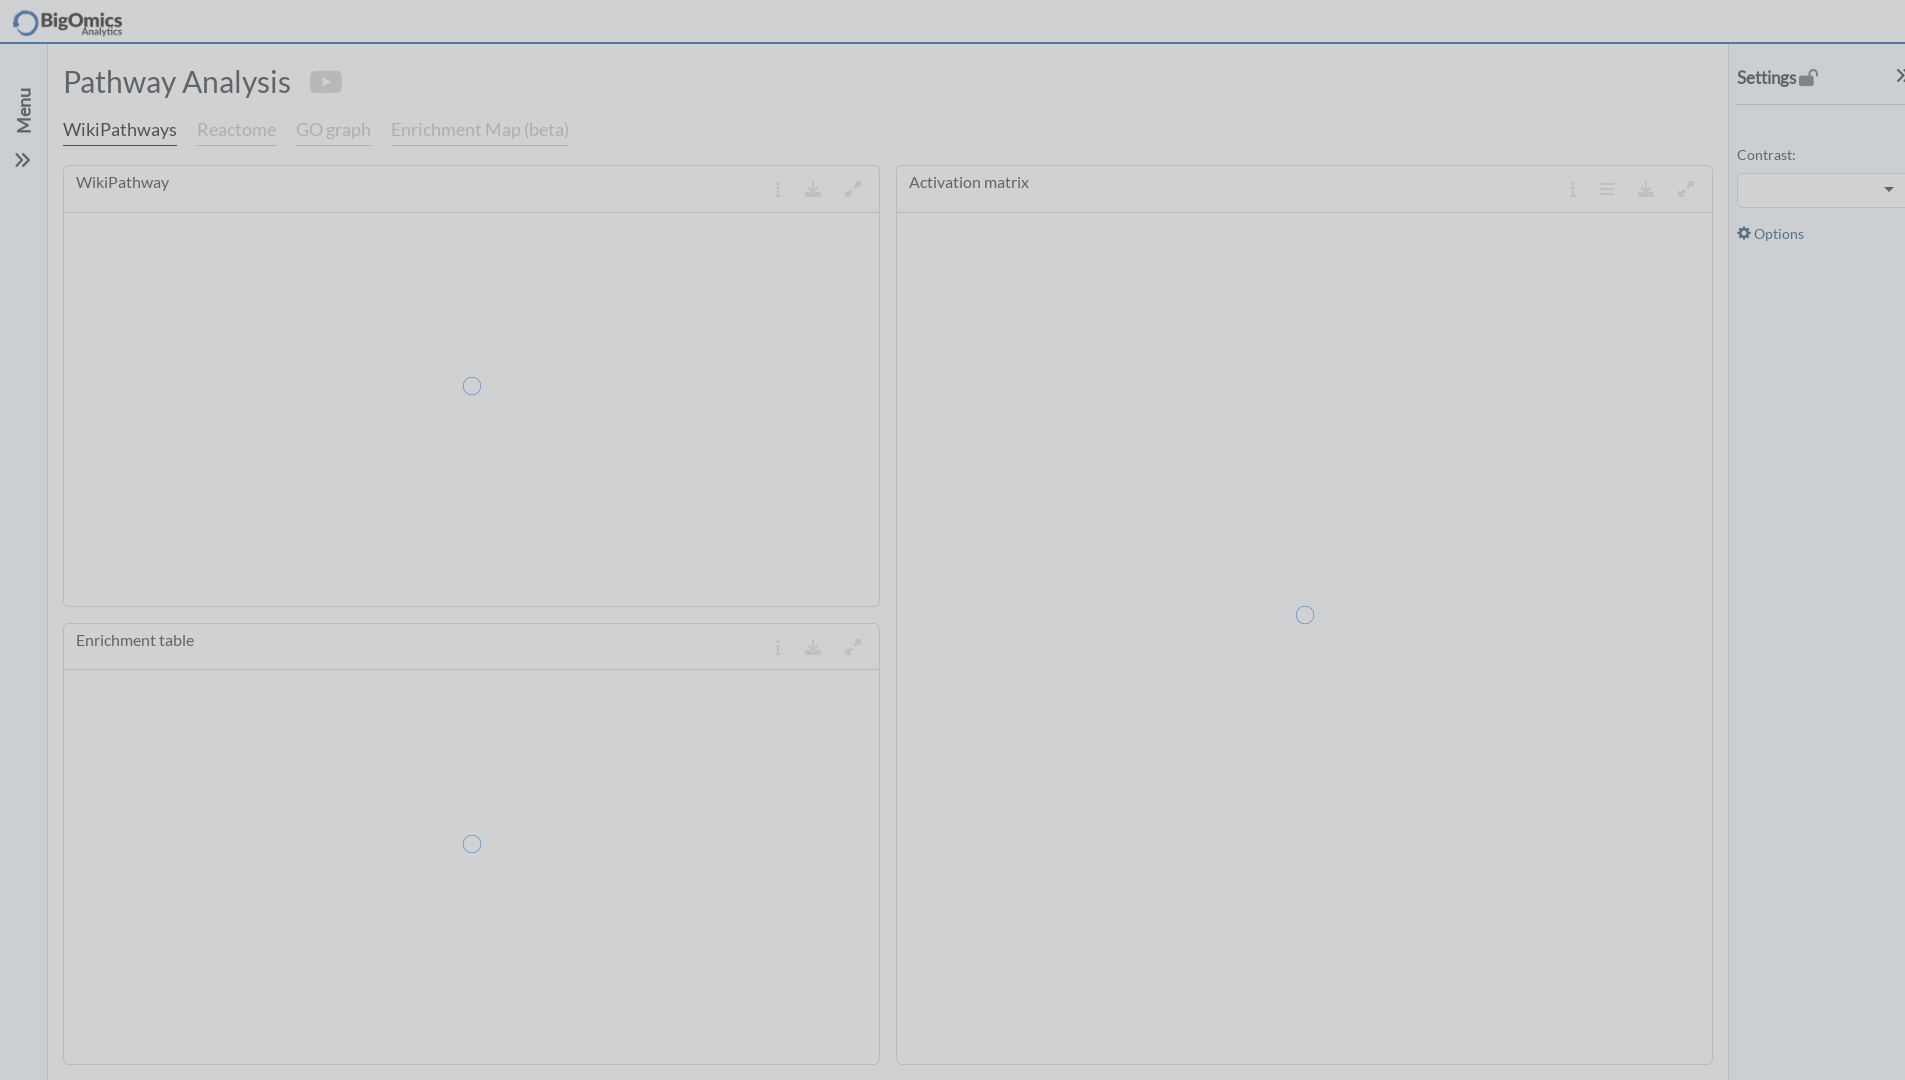 BigOmics
Analytics
Menu
Pathway Analysis
WikiPathways Reactome GO graph Enrichment Map (beta)
WikiPathway
Enrichment table
Activation matrix
Settings
Contrast:
Options